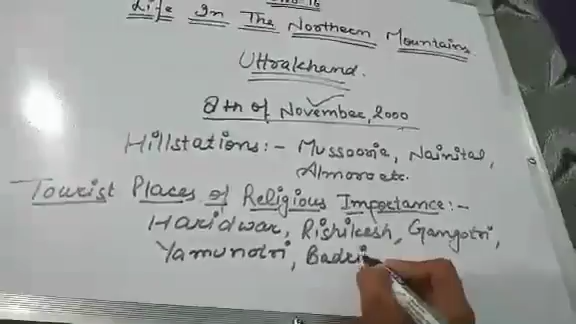 Life In The Northern Mountains.
Uttrakhand.
8th of November, 2000
Hillstations:- Mussoorie, Nainital,
Almora etc.
Tourist Places of Religious Importance:-
Haridwar, Rishikesh, Gangotri,
Yamunotri, Badri